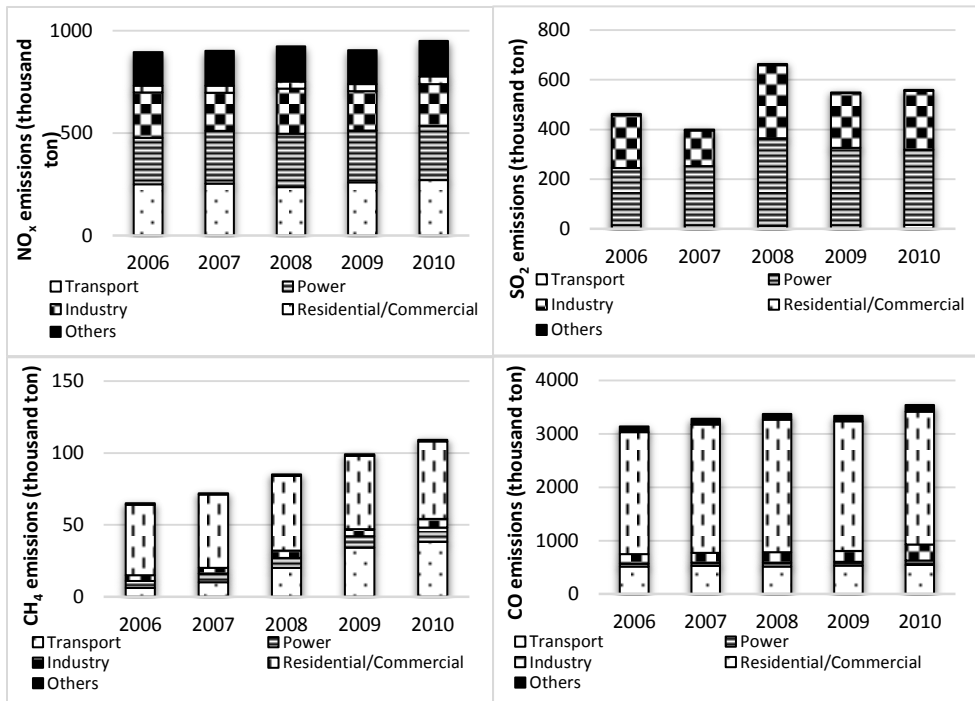 NOx emissions (thousand
ton)
1000
500
0
2006 2007 2008 2009 2010
Transport Power
Industry Residential/Commercial
Others
SO2 emissions (thousand ton)
800
600
400
200
0
2006 2007 2008 2009 2010
Transport Power
Industry Residential/Commercial
Others
CH4 emissions (thousand ton)
150
100
50
0
2006 2007 2008 2009 2010
Transport Power
Industry Residential/Commercial
Others
CO emissions (thousand ton)
4000
3000
2000
1000
0
2006 2007 2008 2009 2010
Transport Power
Industry Residential/Commercial
Others